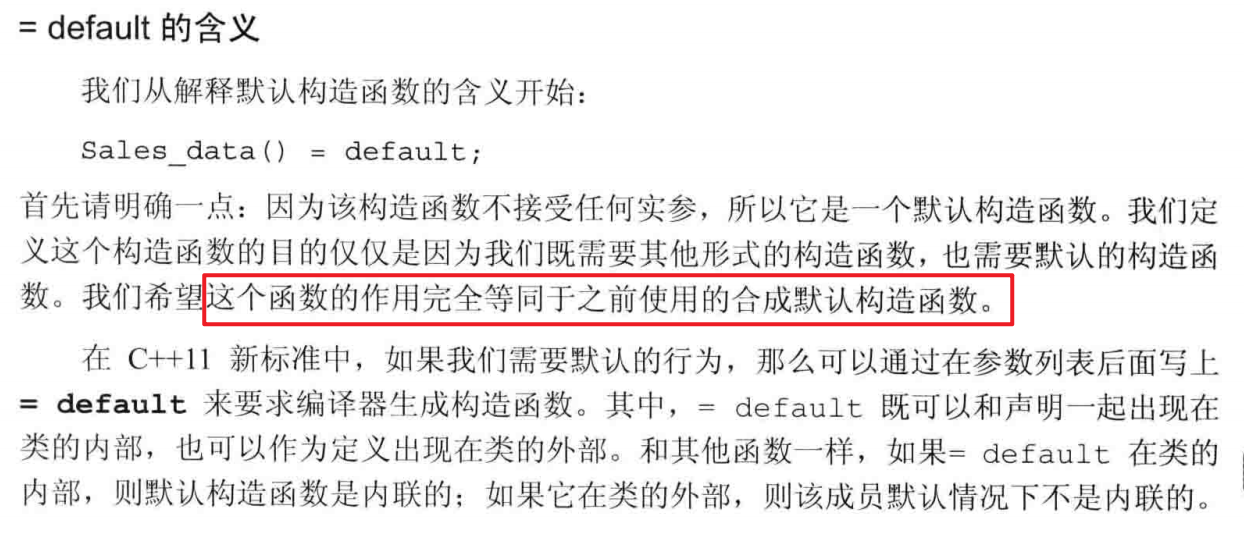 = default 的含义
我们从解释默认构造函数的含义开始：
Sales_data() = default;
首先请明确一点：因为该构造函数不接受任何实参，所以它是一个默认构造函数。我们定
义这个构造函数的目的仅仅是因为我们既需要其他形式的构造函数，也需要默认的构造函
数。我们希望这个函数的作用完全等同于之前使用的合成默认构造函数。
在 C++11 新标准中，如果我们需要默认的行为，那么可以通过在参数列表后面写上
= default 来要求编译器生成构造函数。其中，= default 既可以和声明一起出现在
类的内部，也可以作为定义出现在类的外部。和其他函数一样，如果= default 在类的
内部，则默认构造函数是内联的；如果它在类的外部，则该成员默认情况下不是内联的。